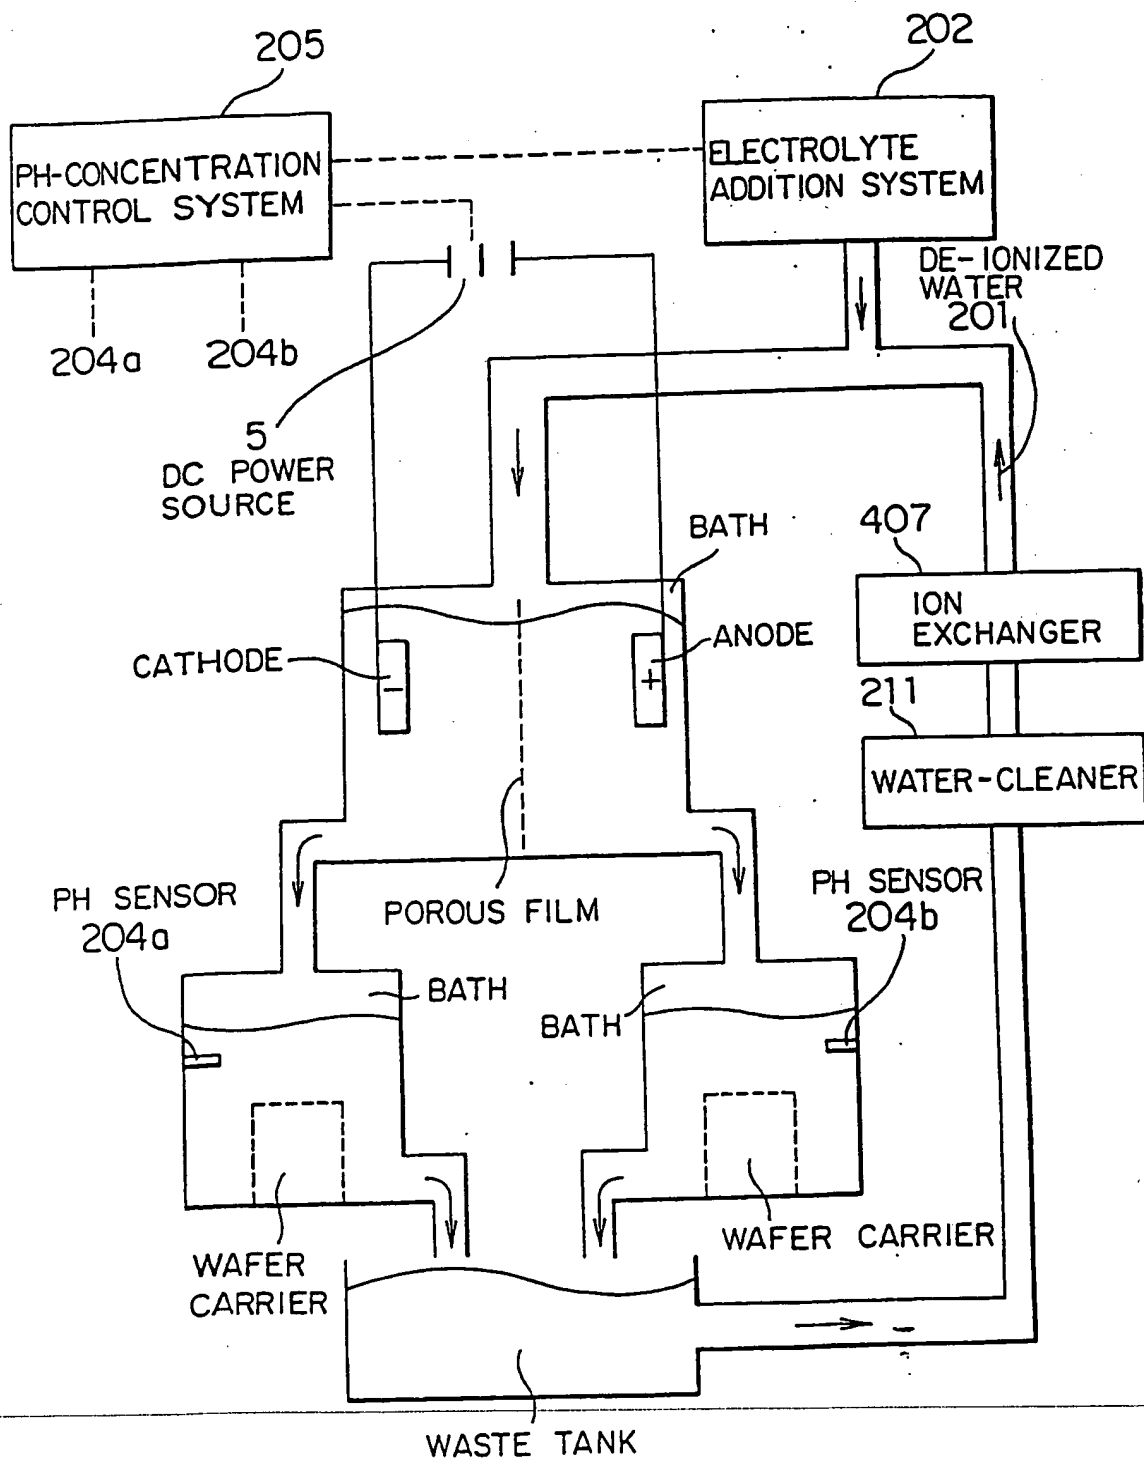 205
PH-CONCENTRATION
CONTROL SYSTEM
202
ELECTROLYTE
ADDITION SYSTEM
204a
204b
DE-IONIZED
WATER
201
5
DC POWER
SOURCE
BATH
407
ION
EXCHANGER
CATHODE
-
+
ANODE
211
WATER-CLEANER
PH SENSOR
204a
POROUS FILM
PH SENSOR
204b
BATH
BATH
WAFER
CARRIER
WAFER CARRIER
WASTE TANK